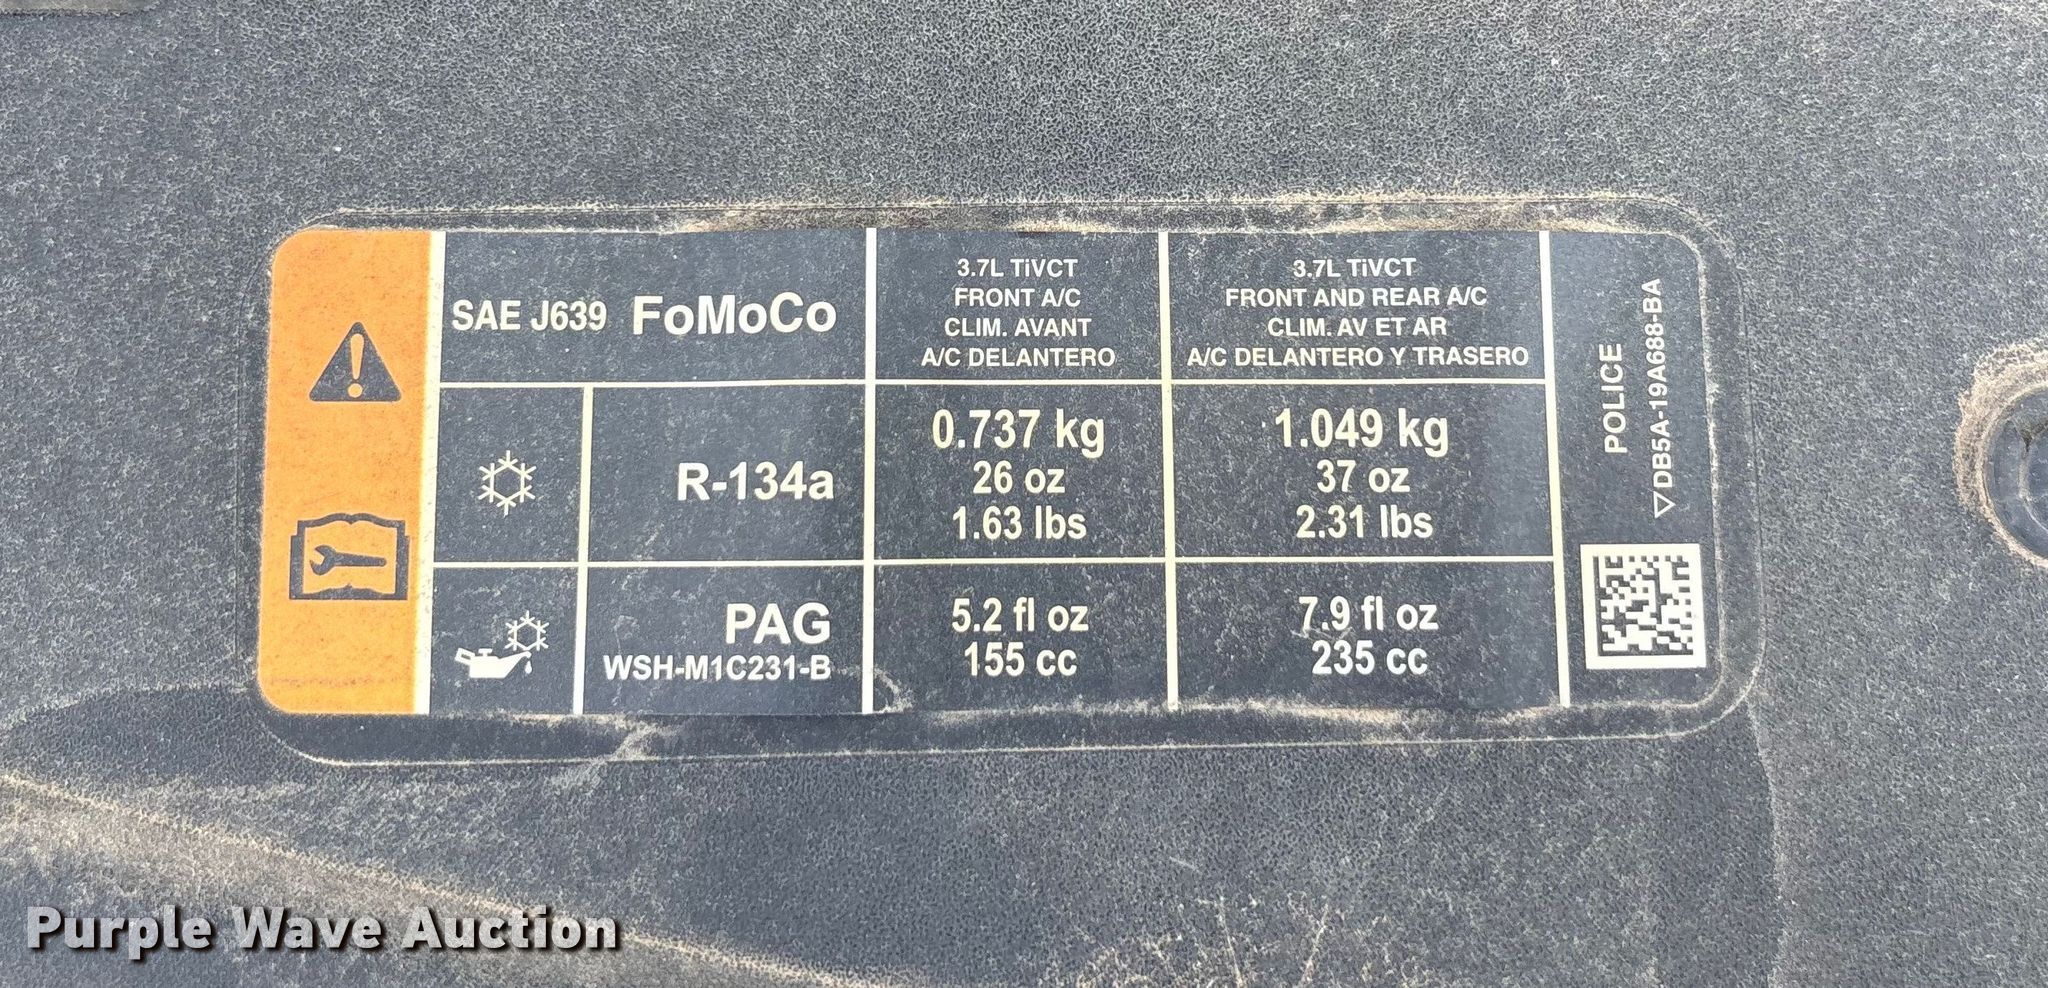 SAE J639 FoMoCo
3.7L TiVCT
FRONT A/C
CLIM. AVANT
A/C DELANTERO
3.7L TiVCT
FRONT AND REAR A/C
CLIM. AV ET AR
A/C DELANTERO Y TRASERO
R-134a
0.737 kg
26 oz
1.63 lbs
1.049 kg
37 oz
2.31 lbs
PAG
WSH-M1C231-B
5.2 fl oz
155 cc
7.9 fl oz
235 cc
POLICE
DB5A-19A688-BA
Purple Wave Auction